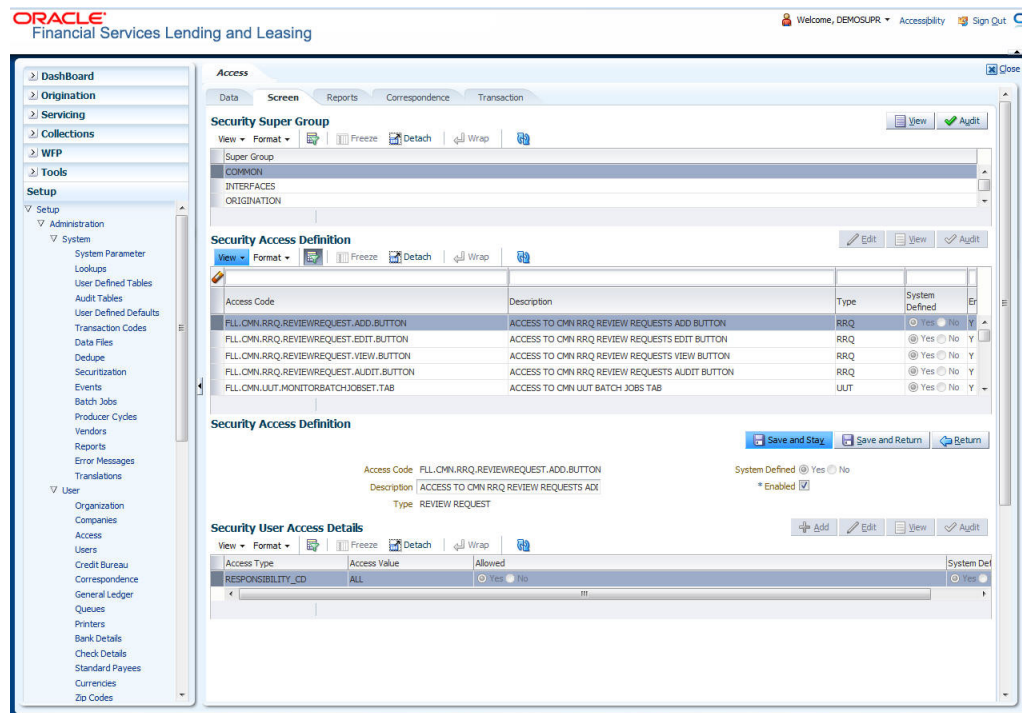 ORACLE
Financial Services Lending and Leasing
Welcome, DEMOSUPR
Accessibility
Sign Out
Close
DashBoard
Origination
Servicing
Collections
WFP
Tools
Setup
Setup
Administration
System
System Parameter
Lookups
User Defined Tables
Audit Tables
User Defined Defaults
Transaction Codes
Data Files
Dedupe
Securitization
Events
Batch Jobs
Producer Cycles
Vendors
Reports
Error Messages
Translations
User
Organization
Companies
Access
Users
Credit Bureau
Correspondence
General Ledger
Queues
Printers
Bank Details
Check Details
Standard Payees
Currencies
Zip Codes
Access
Data Screen Reports Correspondence Transaction
Security Super Group
View Audit
View Format Freeze Detach Wrap
Super Group
COMMON
INTERFACES
ORIGINATION
Security Access Definition
Edit View Audit
View Format Freeze Detach Wrap
Access Code Description Type System Defined Er
FLL.CMN.RRQ.REVIEWREQUEST.ADD.BUTTON ACCESS TO CMN RRQ REVIEW REQUESTS ADD BUTTON RRQ Yes No Y
FLL.CMN.RRQ.REVIEWREQUEST.EDIT.BUTTON ACCESS TO CMN RRQ REVIEW REQUESTS EDIT BUTTON RRQ Yes No Y
FLL.CMN.RRQ.REVIEWREQUEST.VIEW.BUTTON ACCESS TO CMN RRQ REVIEW REQUESTS VIEW BUTTON RRQ Yes No Y
FLL.CMN.RRQ.REVIEWREQUEST.AUDIT.BUTTON ACCESS TO CMN RRQ REVIEW REQUESTS AUDIT BUTTON RRQ Yes No Y
FLL.CMN.UUT.MONITORBATCHJOBSET.TAB ACCESS TO CMN UUT BATCH JOBS TAB UUT Yes No Y
Security Access Definition
Save and Stay Save and Return Return
Access Code FLL.CMN.RRQ.REVIEWREQUEST.ADD.BUTTON System Defined Yes No
Description ACCESS TO CMN RRQ REVIEW REQUESTS ADI * Enabled
Type REVIEW REQUEST
Security User Access Details
Add Edit View Audit
View Format Freeze Detach Wrap
Access Type Access Value Allowed System Def
RESPONSIBILITY_CD ALL Yes No Yes